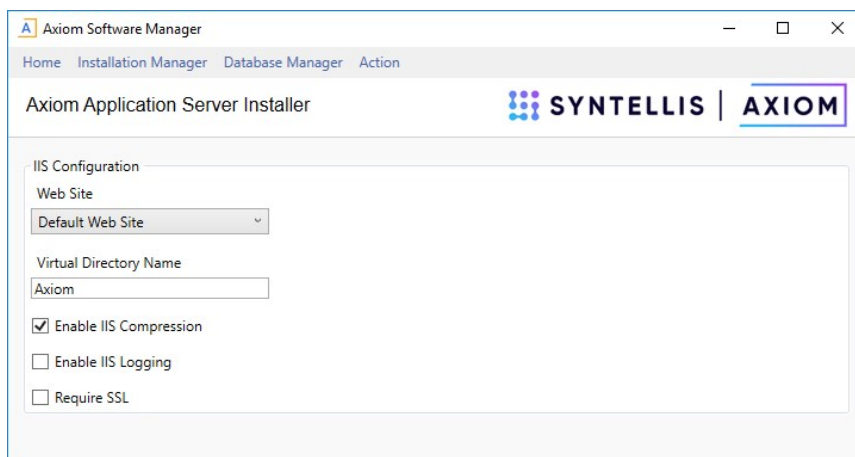 A Axiom Software Manager
Home Installation Manager Database Manager Action
Axiom Application Server Installer
SYNTELLIS | AXIOM
IIS Configuration
Web Site
Default Web Site
Virtual Directory Name
Axiom
Enable IIS Compression
Enable IIS Logging
Require SSL